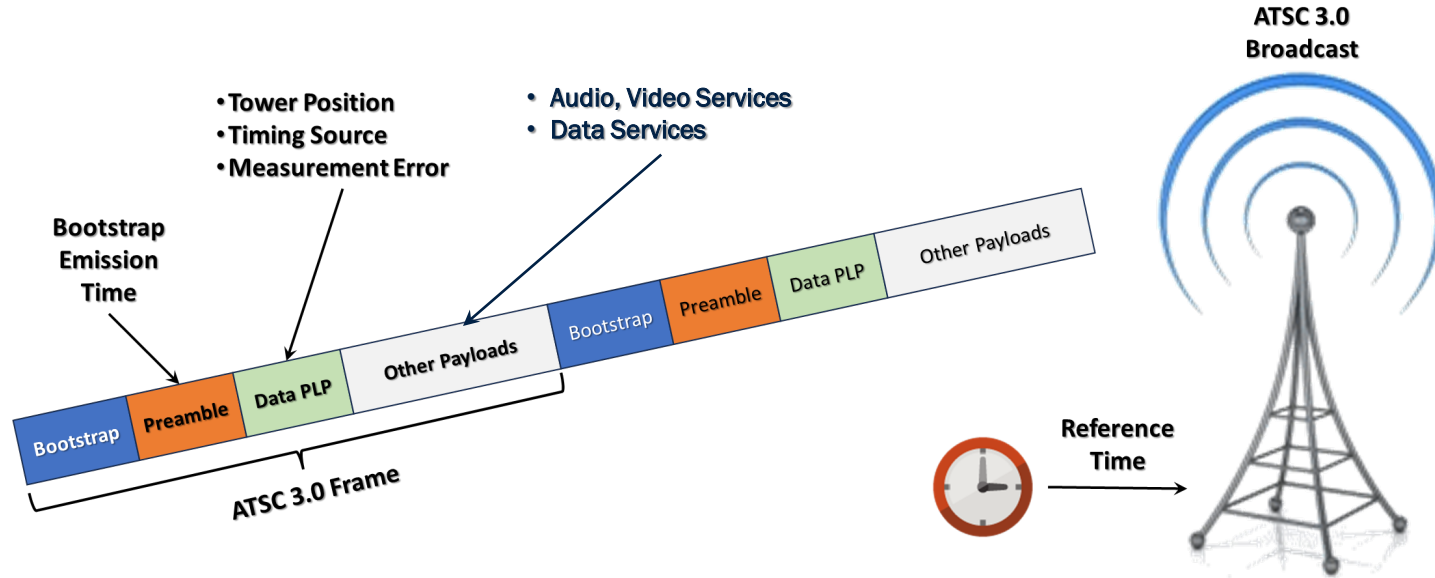 ATSC 3.0
Broadcast
•Tower Position
•Timing Source
•Measurement Error
• Audio, Video Services
• Data Services
Bootstrap
Emission
Time
Bootstrap
Preamble
Data PLP
Other Payloads
Bootstrap
Preamble
Data PLP
Other Payloads
ATSC 3.0 Frame
Reference
Time